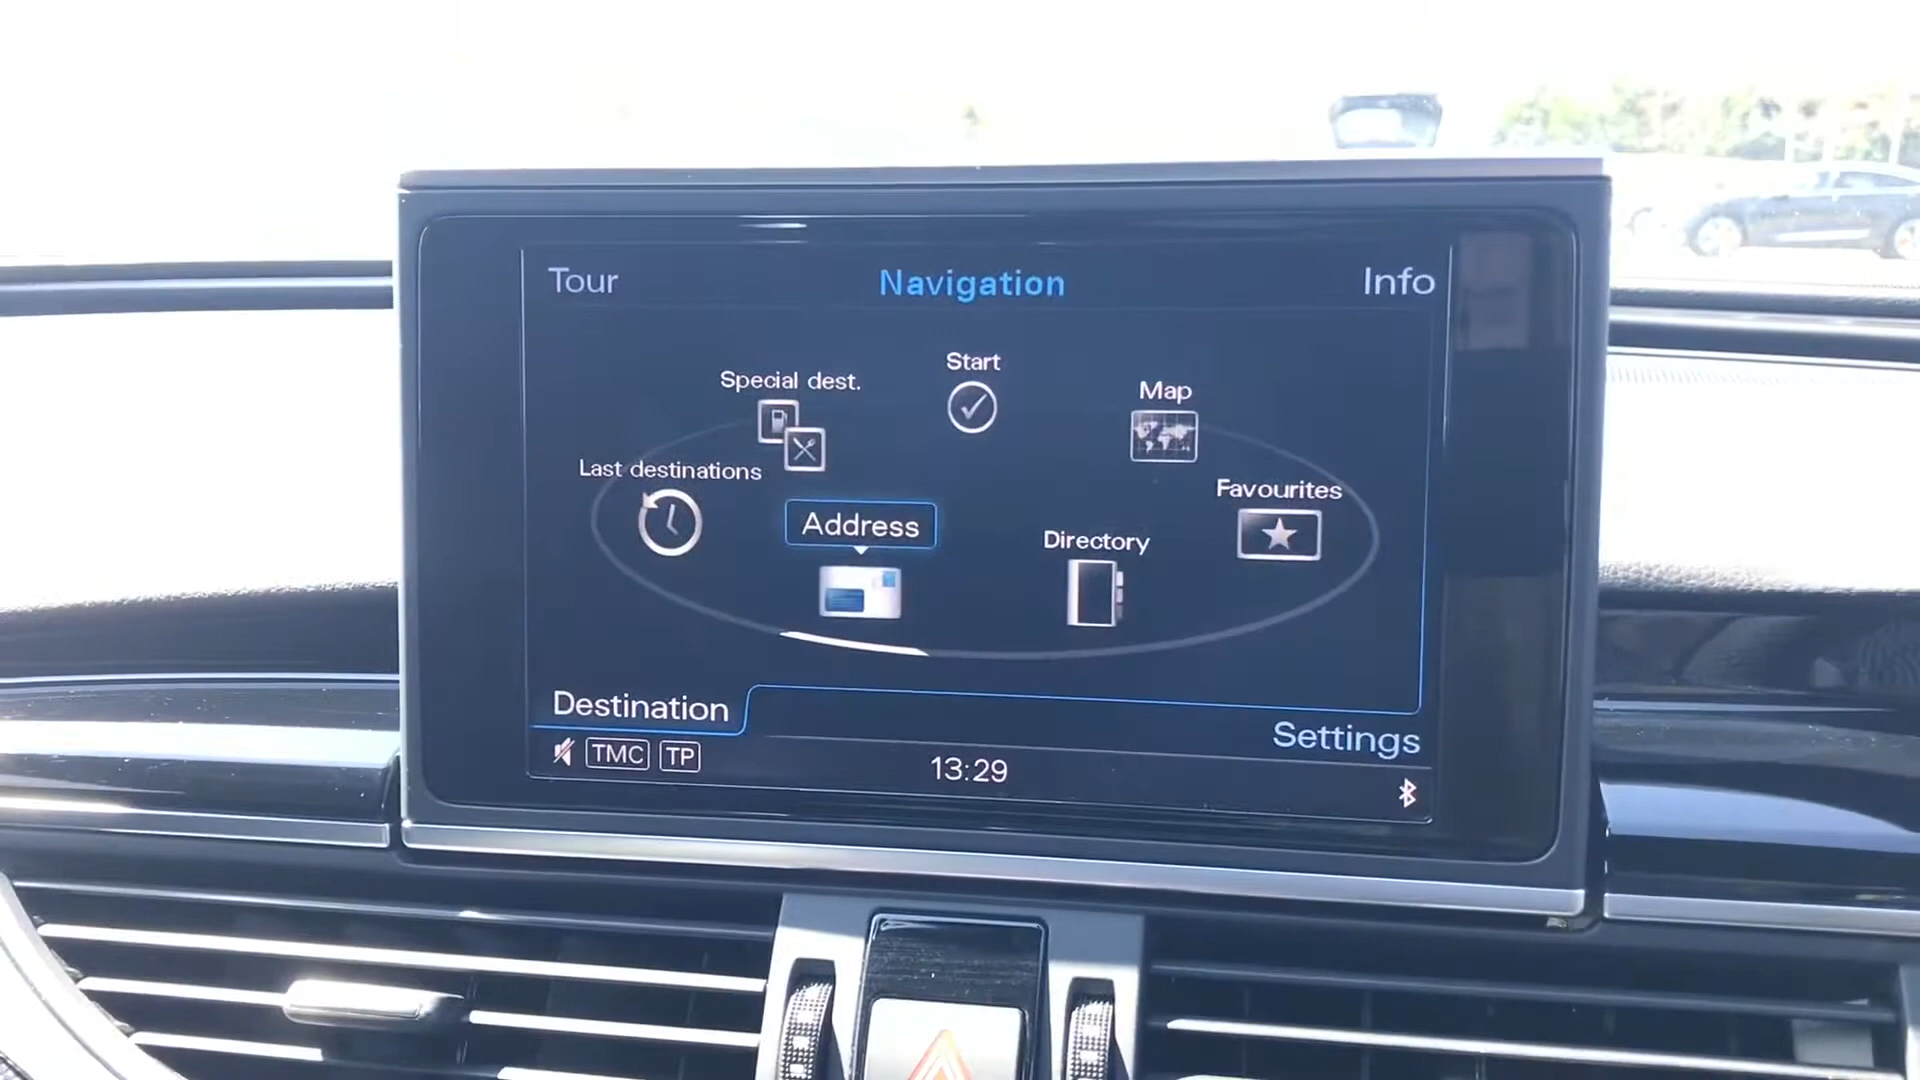 Tour Navigation Info
Start
Special dest.
Map
Last destinations
Favourites
Address
Directory
Destination
Settings
TMC TP
13:29